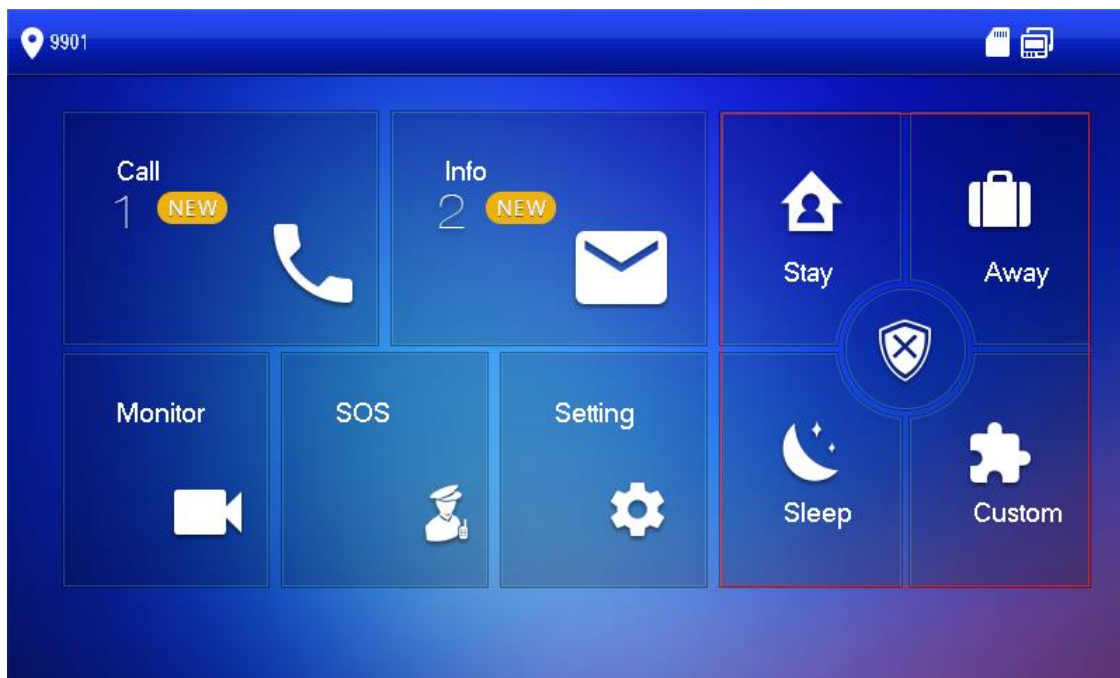 9901
Call
1 NEW
Info
2 NEW
Stay
Away
Monitor
SOS
Setting
Sleep
Custom